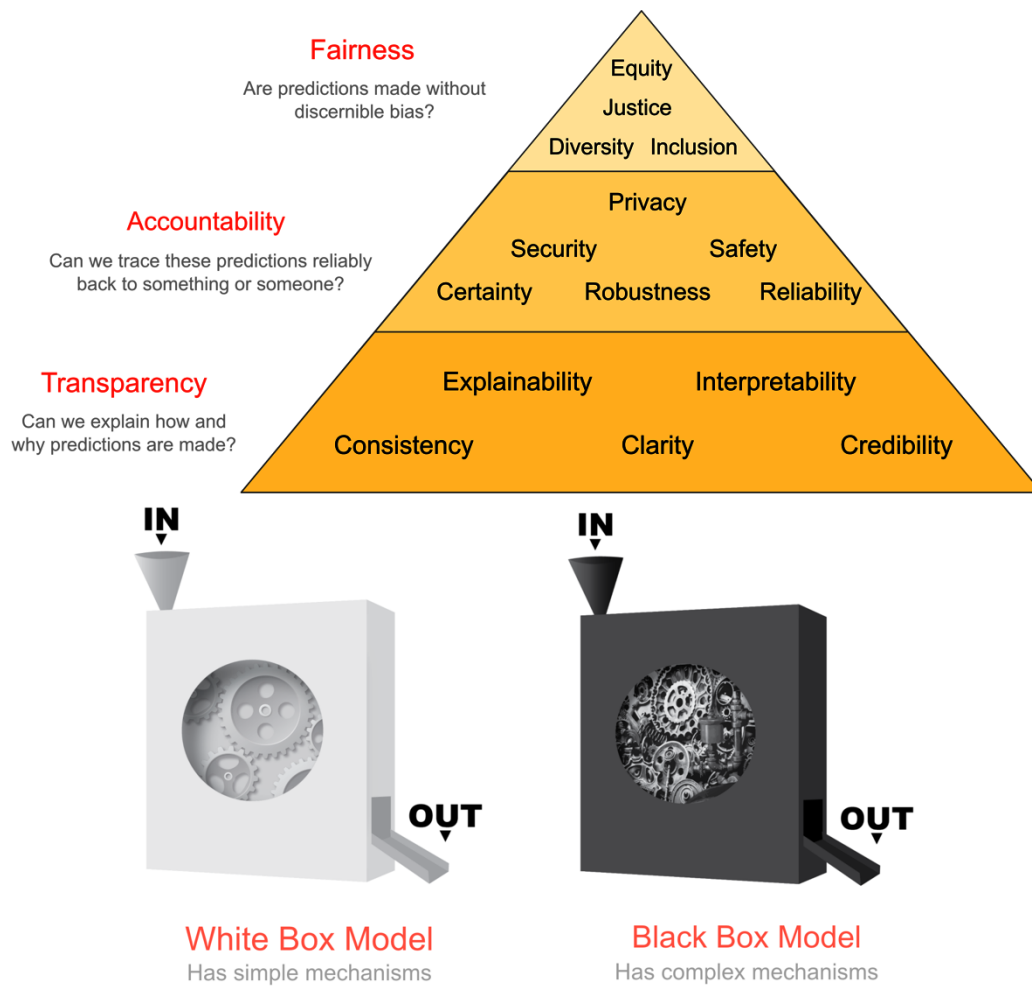 Fairness
Are predictions made without
discernible bias?
Equity
Justice
Diversity Inclusion
Accountability
Can we trace these predictions reliably
back to something or someone?
Privacy
Security Safety
Certainty Robustness Reliability
Transparency
Can we explain how and
why predictions are made?
Explainability Interpretability
Consistency Clarity Credibility
IN
OUT
White Box Model
Has simple mechanisms
IN
OUT
Black Box Model
Has complex mechanisms